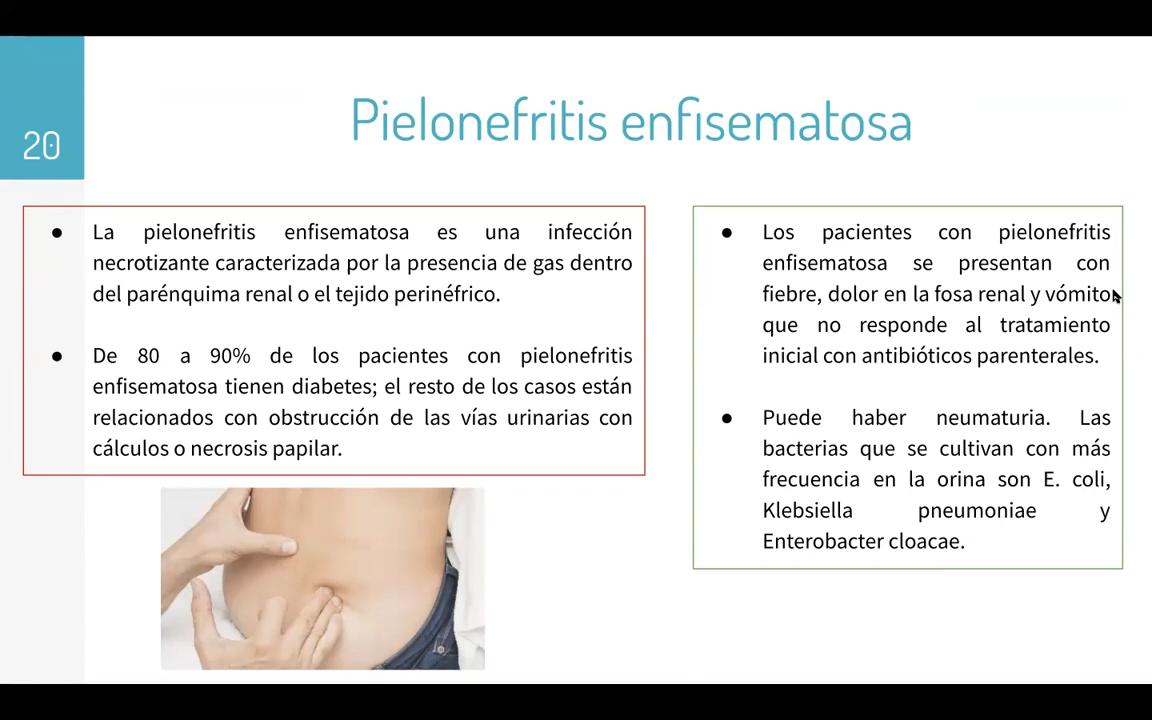 20
Pielonefritis enfisematosa
● La pielonefritis enfisematosa es una infección
necrotizante caracterizada por la presencia de gas dentro
del parénquima renal o el tejido perinéfrico.
● De 80 a 90% de los pacientes con pielonefritis
enfisematosa tienen diabetes; el resto de los casos están
relacionados con obstrucción de las vías urinarias con
cálculos o necrosis papilar.
● Los pacientes con pielonefritis
enfisematosa se presentan con
fiebre, dolor en la fosa renal y vómito
que no responde al tratamiento
inicial con antibióticos parenterales.
● Puede haber neumaturia. Las
bacterias que se cultivan con más
frecuencia en la orina son E. coli,
Klebsiella pneumoniae y
Enterobacter cloacae.